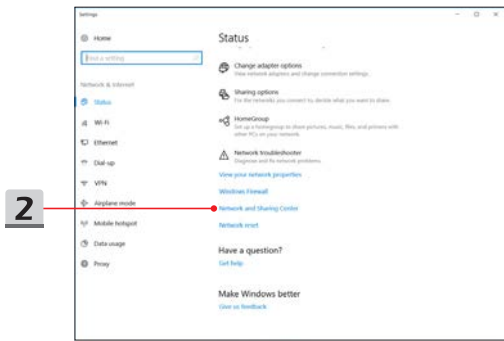 Settings
Home
Find a setting
Network & Internet
Status
Wi-Fi
Ethernet
Dial-up
VPN
Airplane mode
Mobile hotspot
Data usage
Proxy
2
Status
Change adapter options
View network adapters and change connection settings.
Sharing options
For the networks you connect to, decide what you want to share.
HomeGroup
Set up a homegroup to share pictures, music, files, and printers with
other PCs on your network.
Network troubleshooter
Diagnose and fix network problems.
View your network properties
Windows Firewall
Network and Sharing Center
Network reset
Have a question?
Get help
Make Windows better
Give us feedback